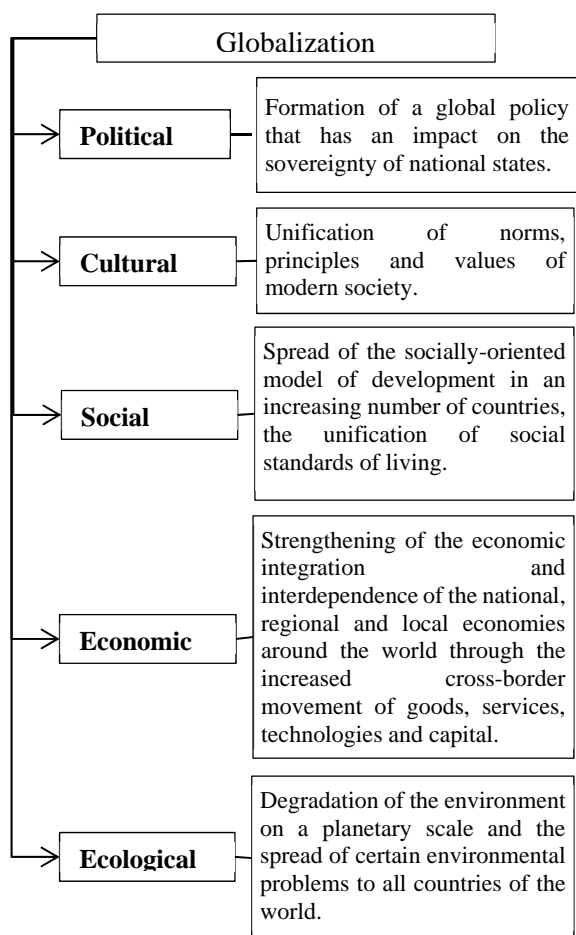 Globalization
Political
Formation of a global policy
that has an impact on the
sovereignty of national states.
Cultural
Unification of norms,
principles and values of
modern society.
Social
Spread of the socially-oriented
model of development in an
increasing number of countries,
the unification of social
standards of living.
Economic
Strengthening of the economic
integration and
interdependence of the national,
regional and local economies
around the world through the
increased cross-border
movement of goods, services,
technologies and capital.
Ecological
Degradation of the environment
on a planetary scale and the
spread of certain environmental
problems to all countries of the
world.